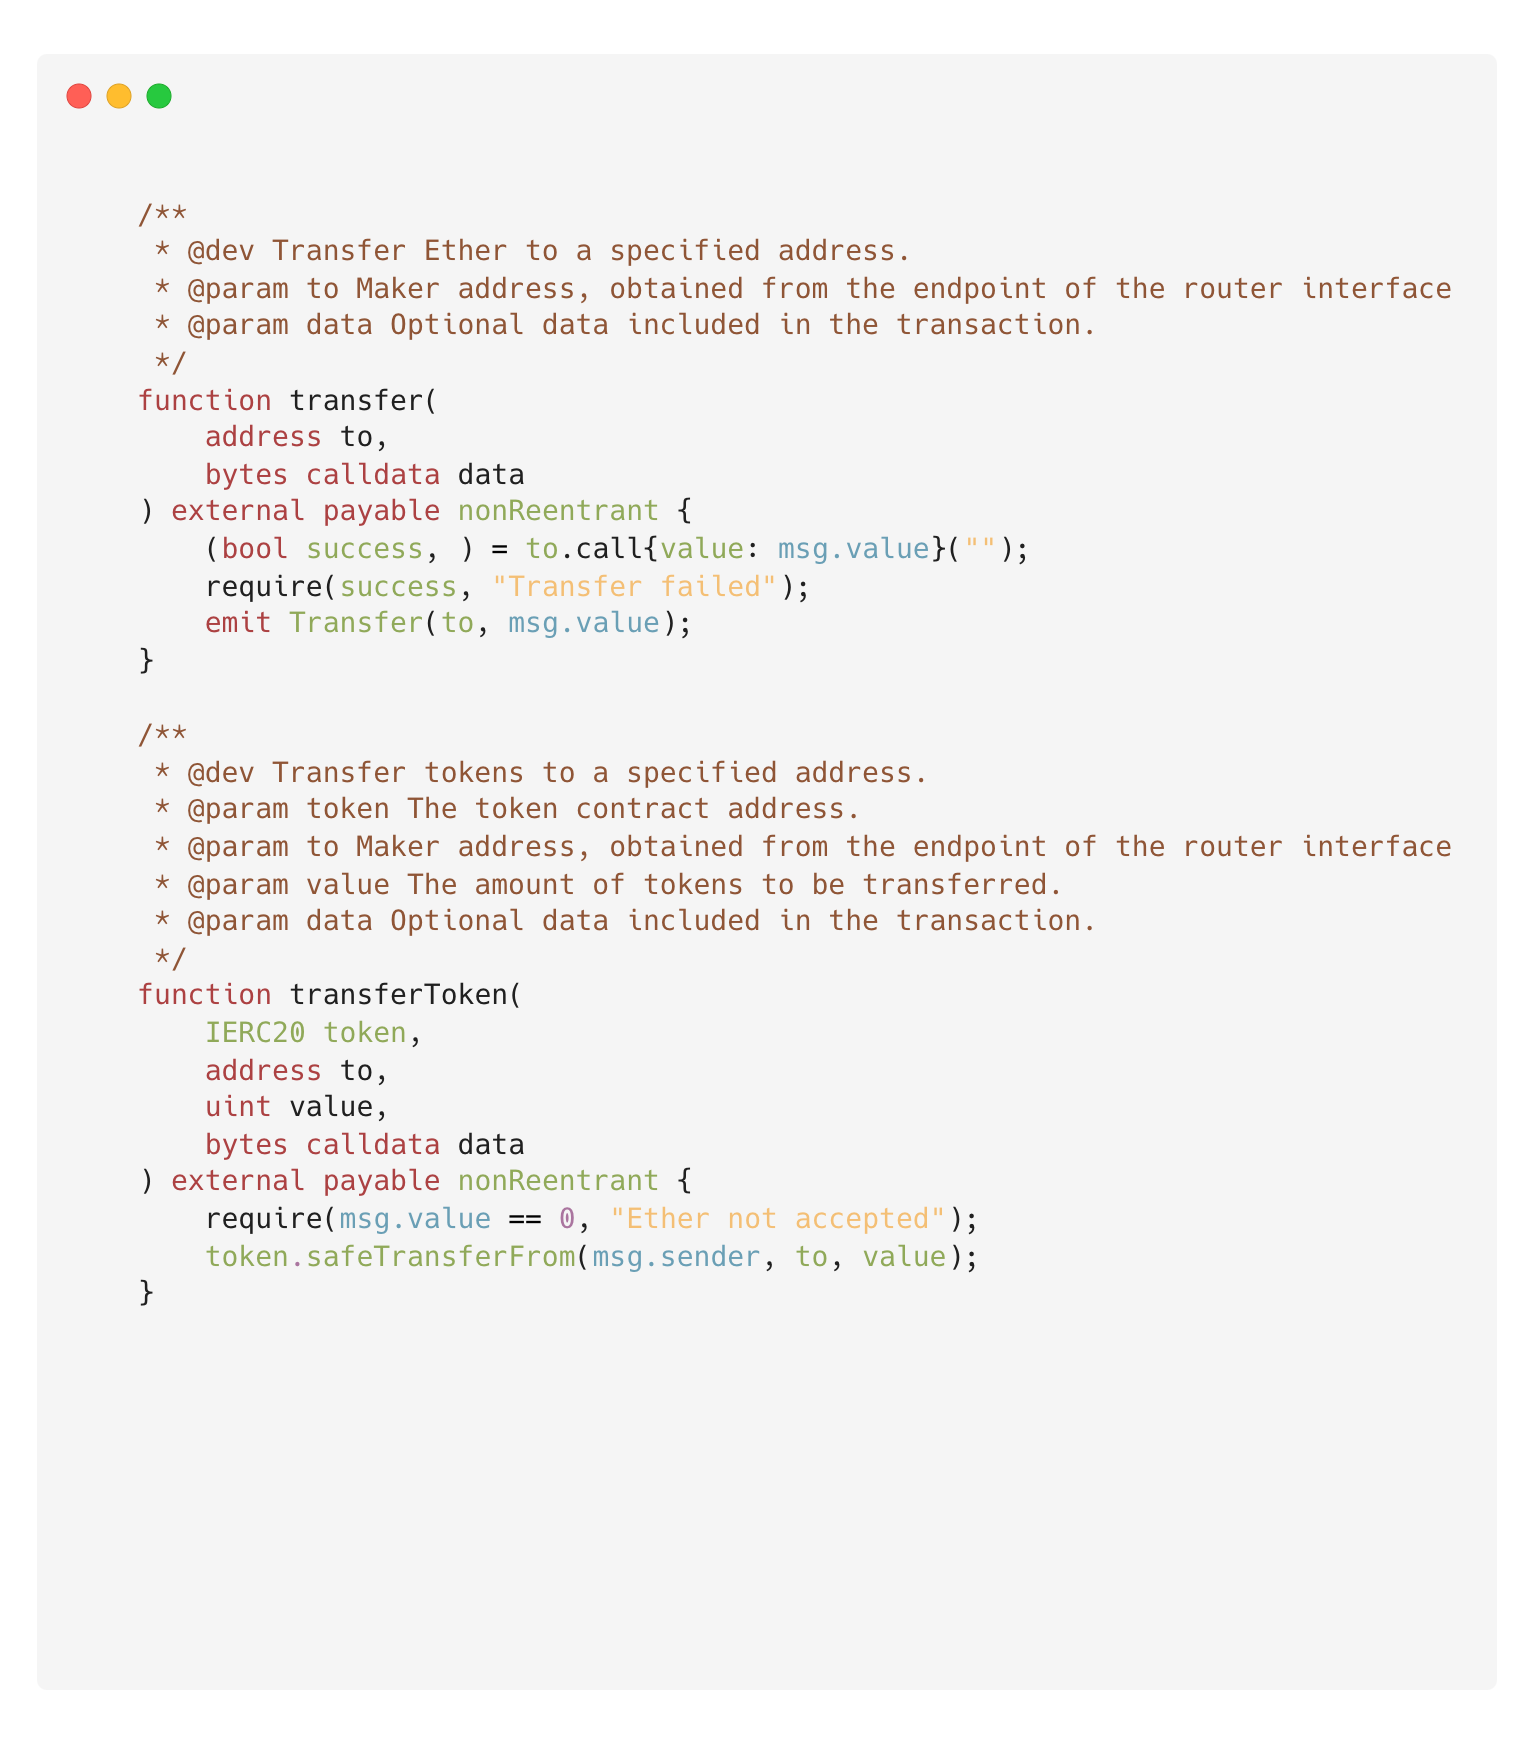 /**
 * @dev Transfer Ether to a specified address.
 * @param to Maker address, obtained from the endpoint of the router interface
 * @param data Optional data included in the transaction.
 */
function transfer(
    address to,
    bytes calldata data
) external payable nonReentrant {
    (bool success, ) = to.call{value: msg.value}("");
    require(success, "Transfer failed");
    emit Transfer(to, msg.value);
}

/**
 * @dev Transfer tokens to a specified address.
 * @param token The token contract address.
 * @param to Maker address, obtained from the endpoint of the router interface
 * @param value The amount of tokens to be transferred.
 * @param data Optional data included in the transaction.
 */
function transferToken(
    IERC20 token,
    address to,
    uint value,
    bytes calldata data
) external payable nonReentrant {
    require(msg.value == 0, "Ether not accepted");
    token.safeTransferFrom(msg.sender, to, value);
}